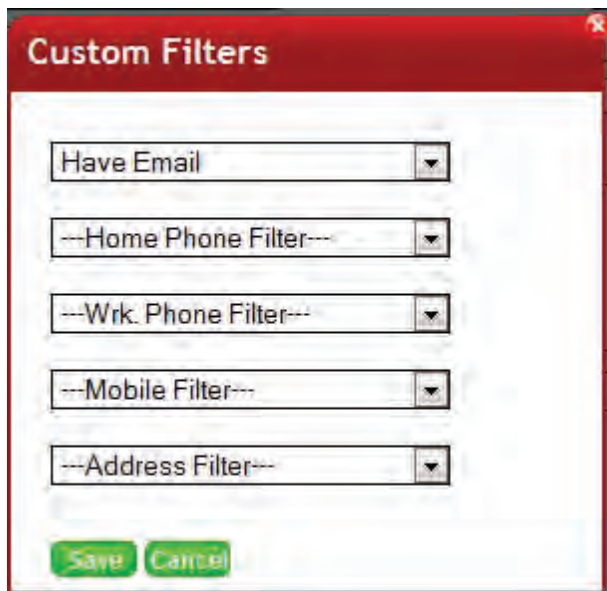 Custom Filters
Have Email
---Home Phone Filter---
---Wrk. Phone Filter---
---Mobile Filter---
---Address Filter---
Save Cancel